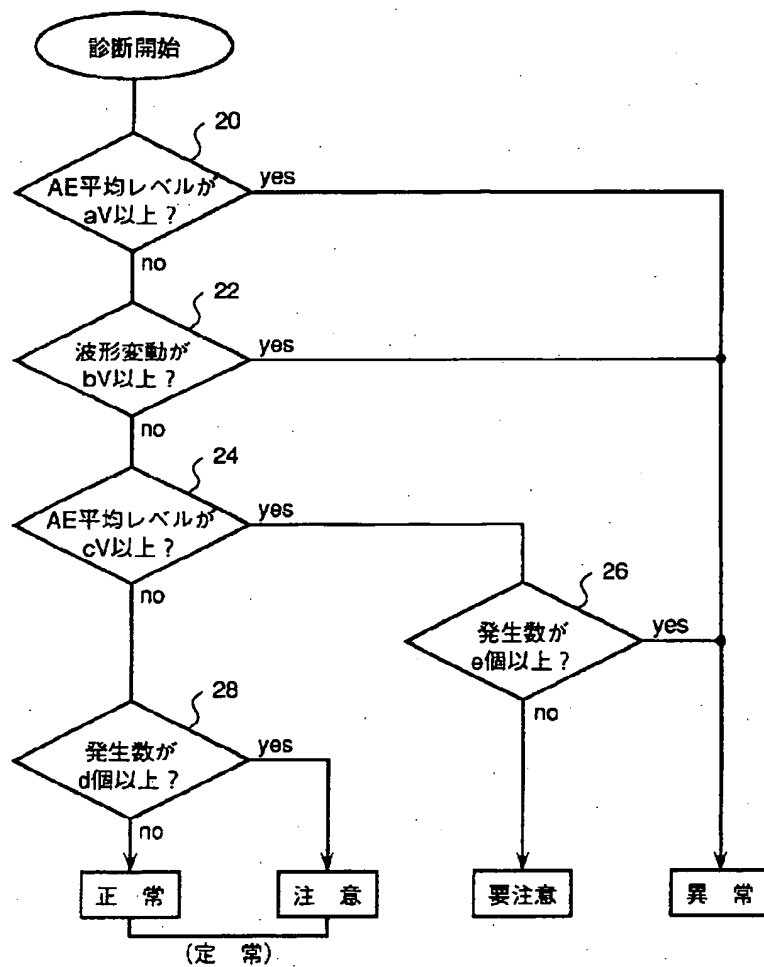 診断開始
20
AE平均レベルが
aV以上？
yes
no
22
波形変動が
bV以上？
yes
no
24
AE平均レベルが
cV以上？
yes
no
26
発生数が
e個以上？
yes
no
28
発生数が
d個以上？
yes
no
正　常
注　意
要注意
異　常
(定　常)